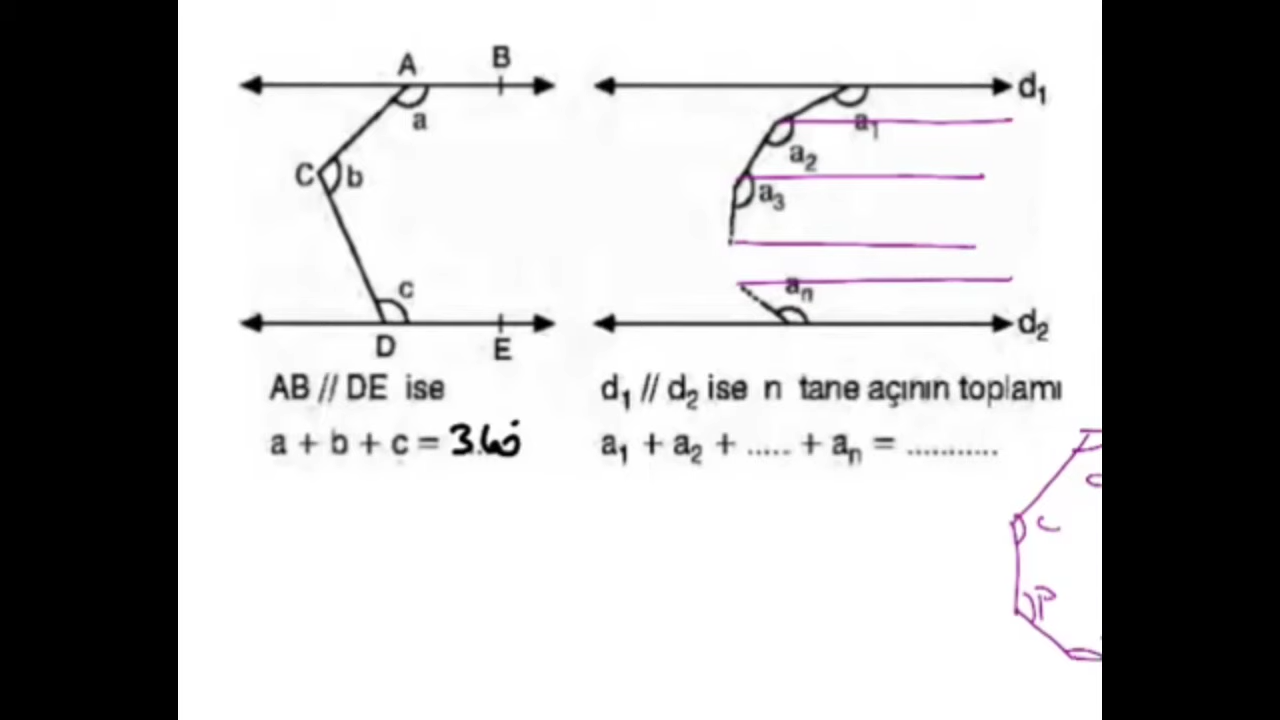 A B
a
C b
c
D E
d₁
a₁
a₂
a₃
aₙ
d₂
AB // DE ise
a + b + c = 360°
d₁ // d₂ ise n tane açının toplamı
a₁ + a₂ + ..... + aₙ = ...........
C
P